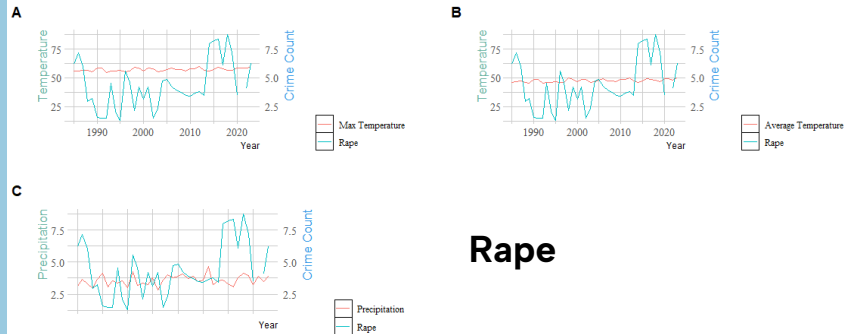 A
Temperature
75
50
25
7.5
5.0
2.5
Crime Count
1990
2000
2010
2020
Year
Max Temperature
Rape
B
Temperature
75
50
25
7.5
5.0
2.5
Crime Count
1990
2000
2010
2020
Year
Average Temperature
Rape
C
Precipitation
7.5
5.0
2.5
7.5
5.0
2.5
Crime Count
Year
Precipitation
Rape
Rape